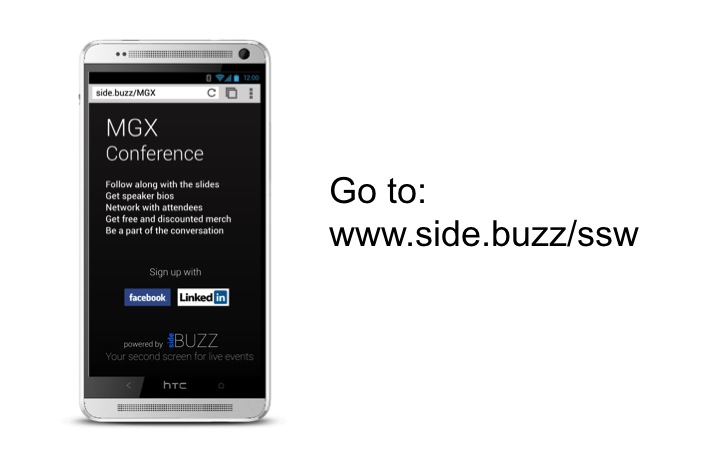 12:00
side.buzz/MGX
MGX
Conference
Follow along with the slides
Get speaker bios
Network with attendees
Get free and discounted merch
Be a part of the conversation
Sign up with
facebook
Linked in
powered by side BUZZ
Your second screen for live events
hTC
Go to:
www.side.buzz/ssw